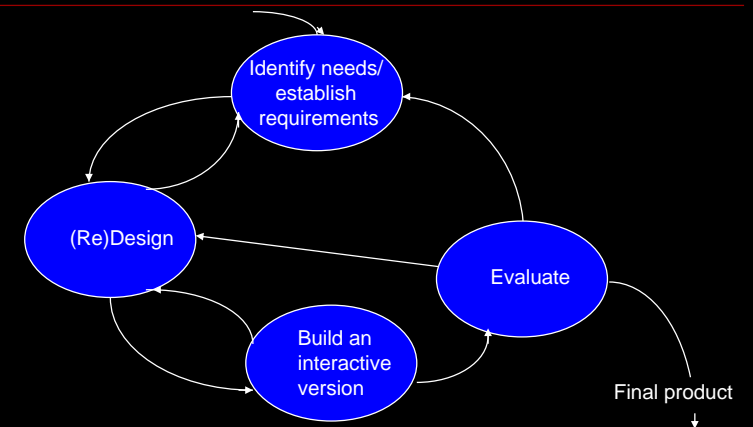 Identify needs/
establish
requirements
(Re)Design
Evaluate
Build an
interactive
version
Final product